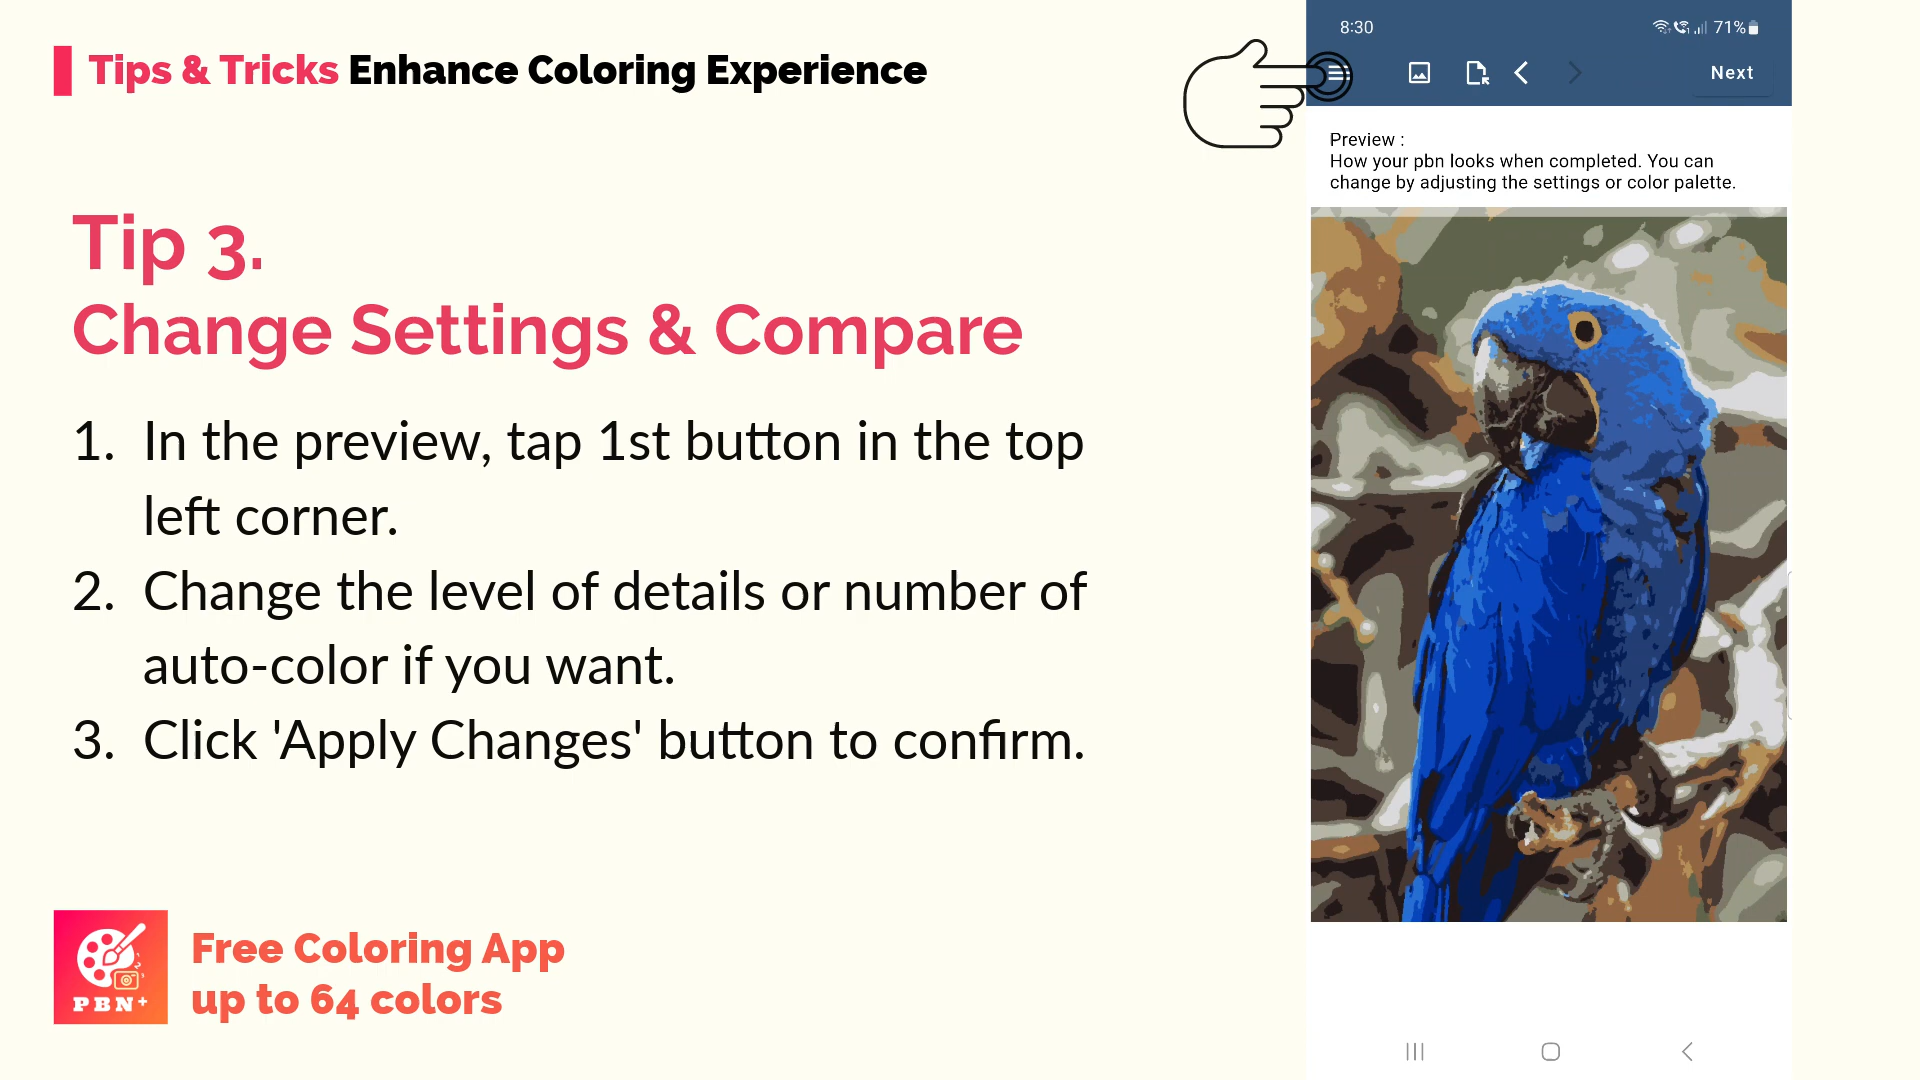 Tips & Tricks Enhance Coloring Experience
Tip 3.
Change Settings & Compare
1. In the preview, tap 1st button in the top
left corner.
2. Change the level of details or number of
auto-color if you want.
3. Click 'Apply Changes' button to confirm.
PBN+
Free Coloring App
up to 64 colors
8:30
71%
Next
Preview :
How your pbn looks when completed. You can
change by adjusting the settings or color palette.